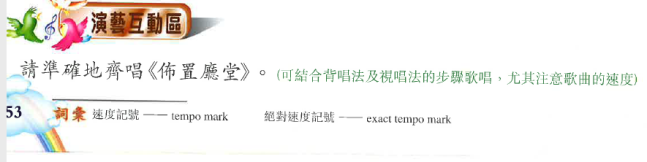 演藝互動區
請準確地齊唱《佈置廳堂》。(可結合背唱法及視唱法的步驟歌唱，尤其注意歌曲的速度)
53 詞彙 速度記號 —— tempo mark 絕對速度記號 —— exact tempo mark